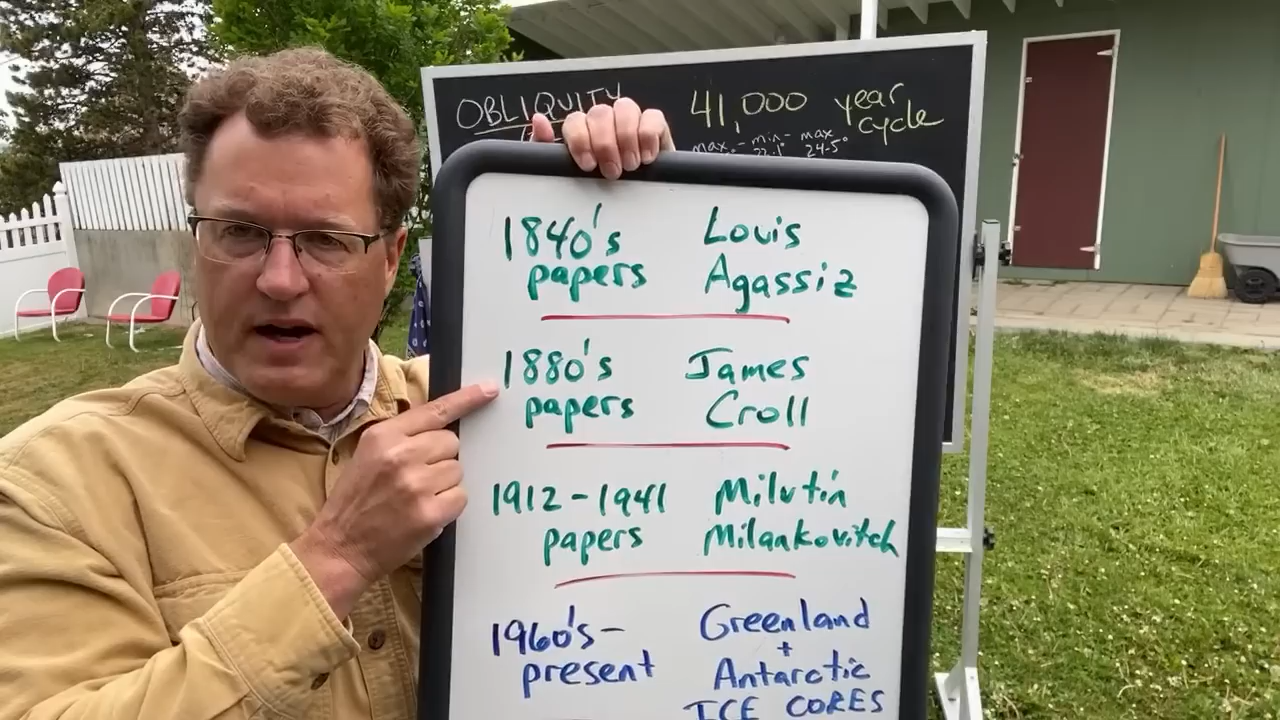 OBLIQUITY 41,000 year
cycle
max - min - max
22.1° 24.5°
1840's Louis
papers Agassiz
1880's James
papers Croll
1912-1941 Milutin
papers Milankovitch
1960's- Greenland
+
present Antarctic
ICE CORES